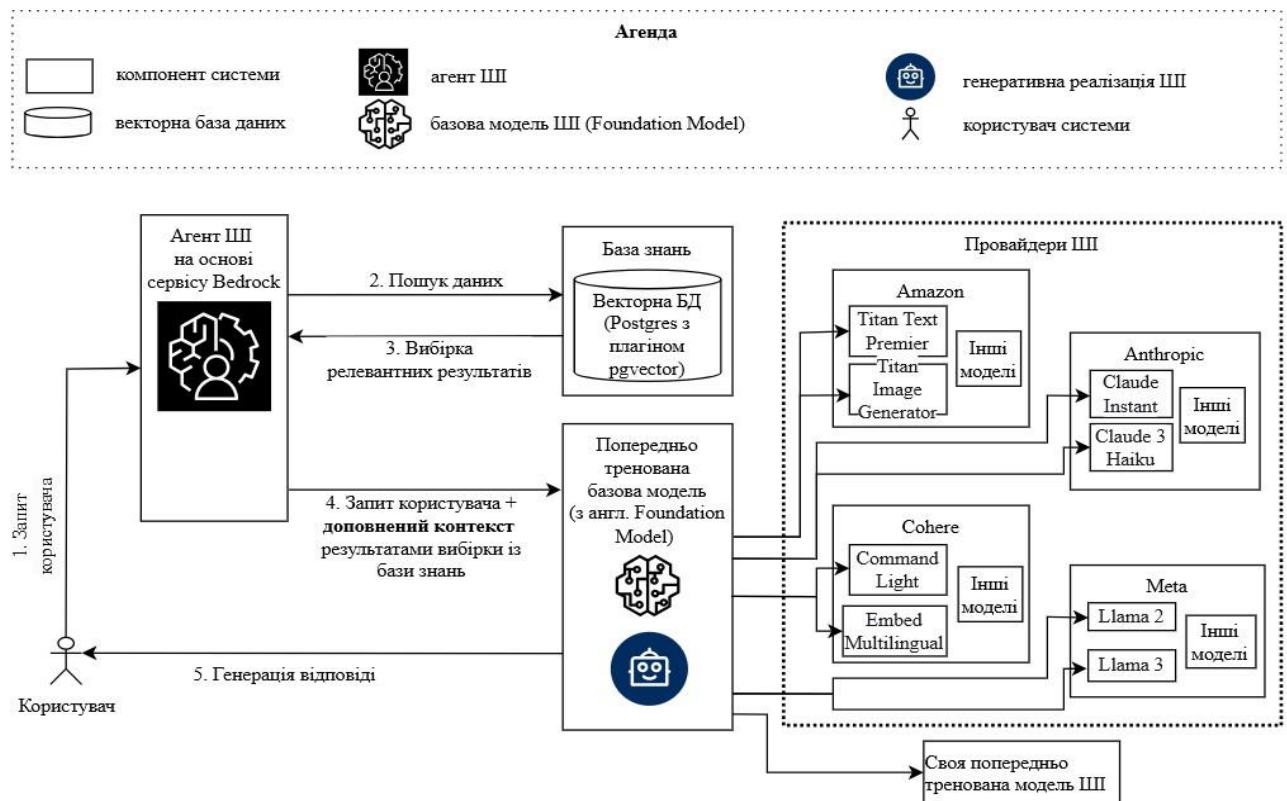 Агенда
компонент системи
агент ШІ
генеративна реалізація ШІ
векторна база даних
базова модель ШІ (Foundation Model)
користувач системи
Агент ШІ
на основі
сервісу Bedrock
2. Пошук даних
3. Вибірка
релевантних результатів
База знань
Векторна БД
(Postgres з
плагіном
pgvector)
Провайдери ШІ
Amazon
Titan Text
Premier
Titan
Image
Generator
Інші
моделі
Anthropic
Claude
Instant
Claude 3
Haiku
Інші
моделі
1. Запит
користувача
4. Запит користувача +
доповнений контекст
результатами вибірки із
бази знань
Попередньо
тренована
базова модель
(з англ. Foundation
Model)
Cohere
Command
Light
Embed
Multilingual
Інші
моделі
Meta
Llama 2
Llama 3
Інші
моделі
5. Генерація відповіді
Користувач
Своя попередньо
тренована модель ШІ